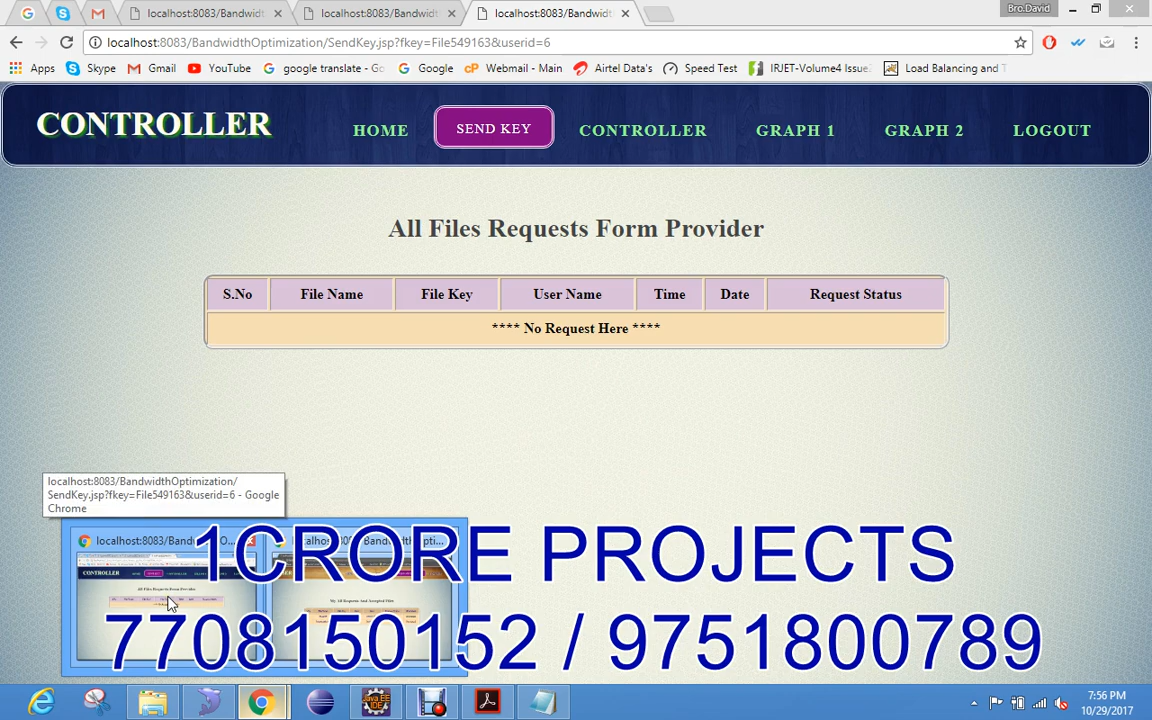 localhost:8083/Bandwidt
localhost:8083/Bandwidt
localhost:8083/Bandwidt
Bro.David
localhost:8083/BandwidthOptimization/SendKey.jsp?fkey=File549163&userid=6
Apps
Skype
Gmail
YouTube
google translate - Go
Google
Webmail - Main
Airtel Data's
Speed Test
IRJET-Volume4 Issue
Load Balancing and T
CONTROLLER
HOME
SEND KEY
CONTROLLER
GRAPH 1
GRAPH 2
LOGOUT
All Files Requests Form Provider
S.No File Name File Key User Name Time Date Request Status
**** No Request Here ****
localhost:8083/BandwidthOptimization/
SendKey.jsp?fkey=File549163&userid=6 - Google
Chrome
1CRORE PROJECTS
7708150152 / 9751800789
7:56 PM
10/29/2017